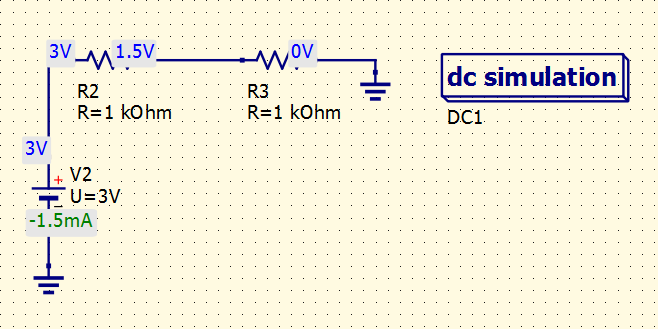 3V
1.5V
0V
R2
R=1 kOhm
R3
R=1 kOhm
dc simulation
DC1
3V
+
V2
U=3V
-1.5mA